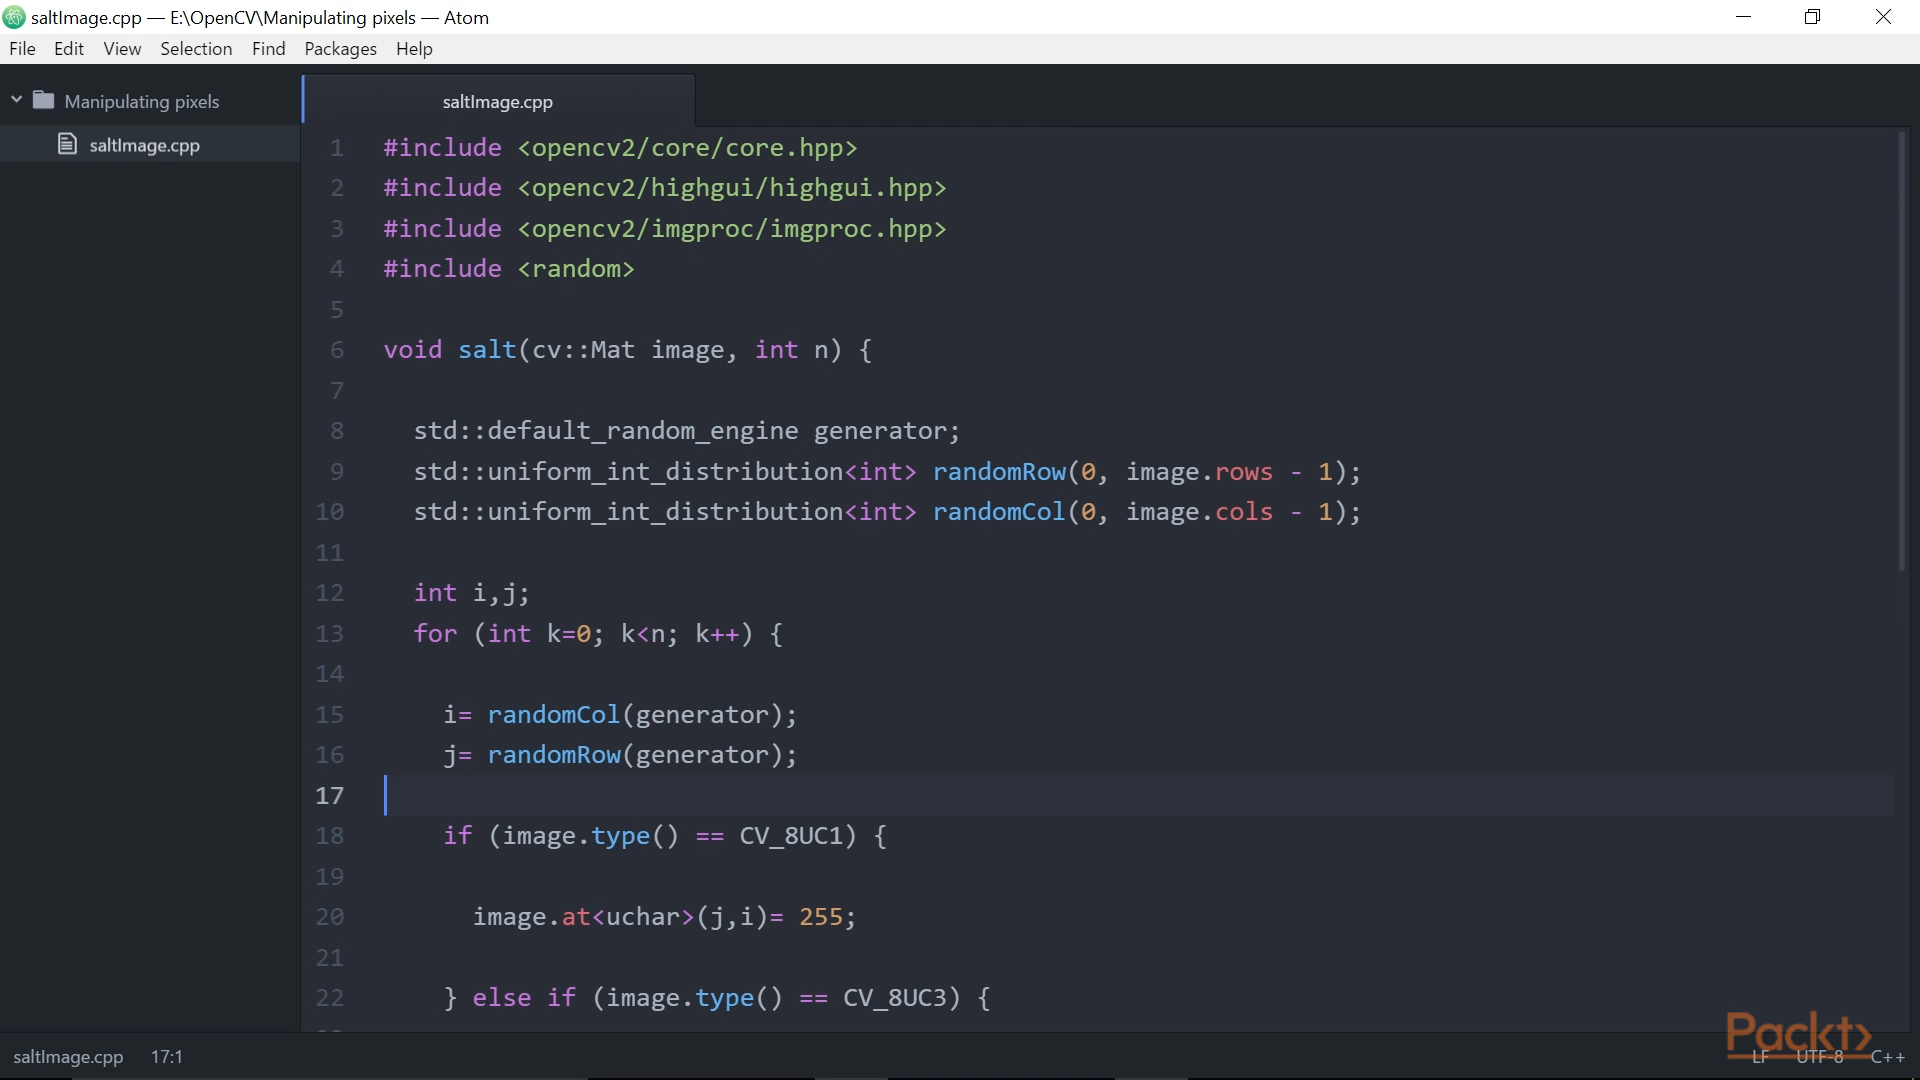 saltImage.cpp — E:\OpenCV\Manipulating pixels — Atom
File Edit View Selection Find Packages Help
Manipulating pixels
saltImage.cpp
saltImage.cpp
1 #include <opencv2/core/core.hpp>
2 #include <opencv2/highgui/highgui.hpp>
3 #include <opencv2/imgproc/imgproc.hpp>
4 #include <random>
5
6 void salt(cv::Mat image, int n) {
7
8 std::default_random_engine generator;
9 std::uniform_int_distribution<int> randomRow(0, image.rows - 1);
10 std::uniform_int_distribution<int> randomCol(0, image.cols - 1);
11
12 int i,j;
13 for (int k=0; k<n; k++) {
14
15 i= randomCol(generator);
16 j= randomRow(generator);
17
18 if (image.type() == CV_8UC1) {
19
20 image.at<uchar>(j,i)= 255;
21
22 } else if (image.type() == CV_8UC3) {
Packt>
saltImage.cpp 17:1 LF UTF-8 C++